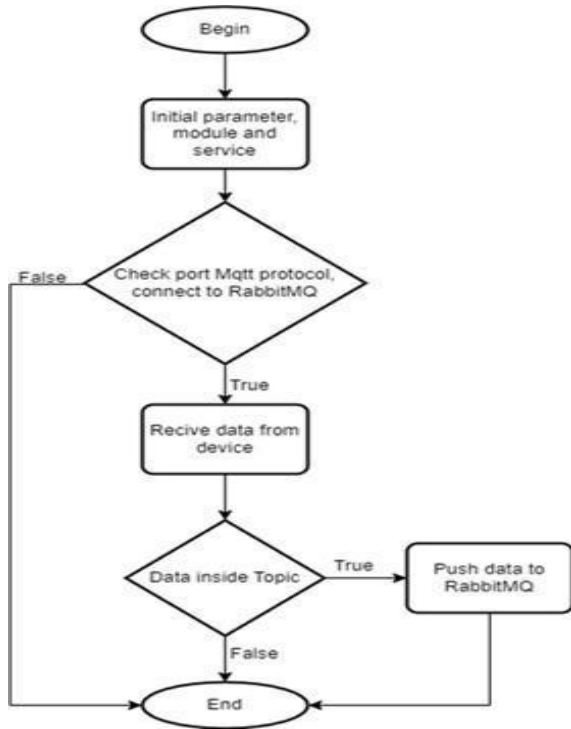 Begin
Initial parameter,
module and
service
Check port Mqtt protocol,
connect to RabbitMQ
False
True
Recive data from
device
Data inside Topic
True
Push data to
RabbitMQ
False
End